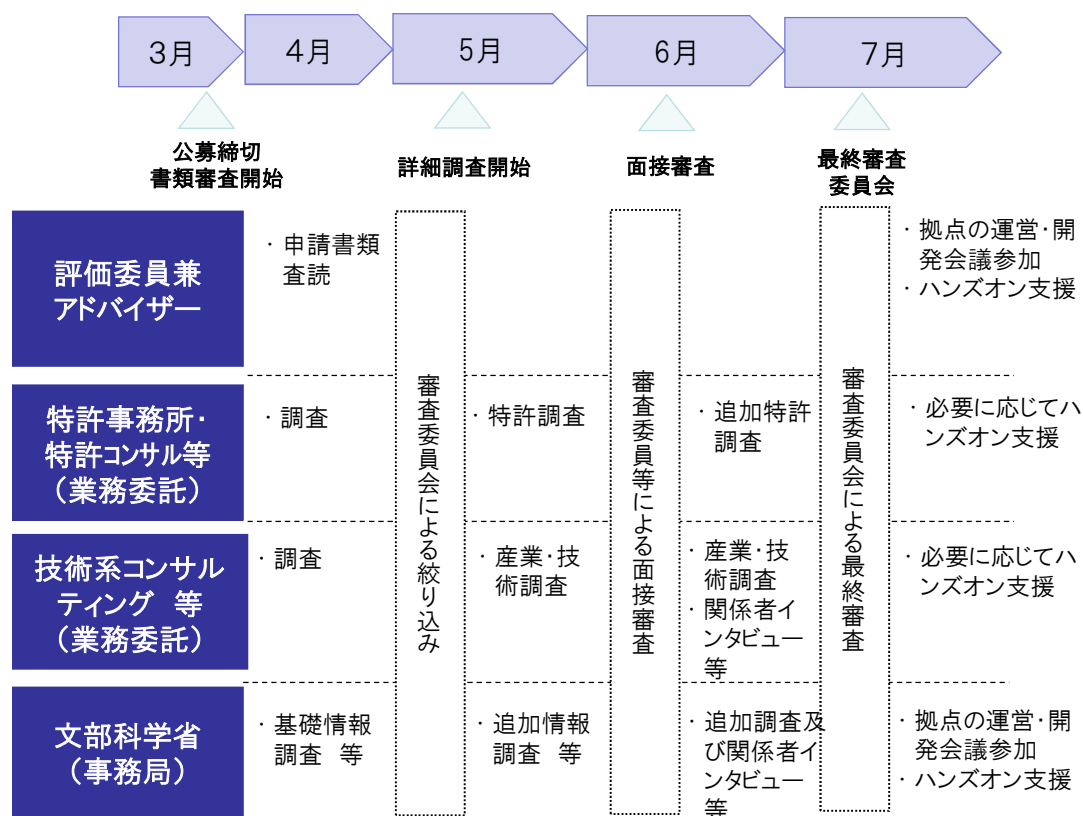 3月
4月
5月
6月
7月
公募締切
書類審査開始
詳細調査開始
面接審査
最終審査
委員会
評価委員兼
アドバイザー
・申請書類
査読
審査委員会による絞り込み
審査委員等による面接審査
審査委員会による最終審査
・拠点の運営・開
発会議参加
・ハンズオン支援
特許事務所・
特許コンサル等
（業務委託）
・調査
・特許調査
・追加特許
調査
・必要に応じてハ
ンズオン支援
技術系コンサル
ティング 等
（業務委託）
・調査
・産業・技
術調査
・産業・技
術調査
・関係者イ
ンタビュー
等
・必要に応じてハ
ンズオン支援
文部科学省
（事務局）
・基礎情報
調査 等
・追加情報
調査 等
・追加調査及
び関係者イ
ンタビュー
等
・拠点の運営・開
発会議参加
・ハンズオン支援